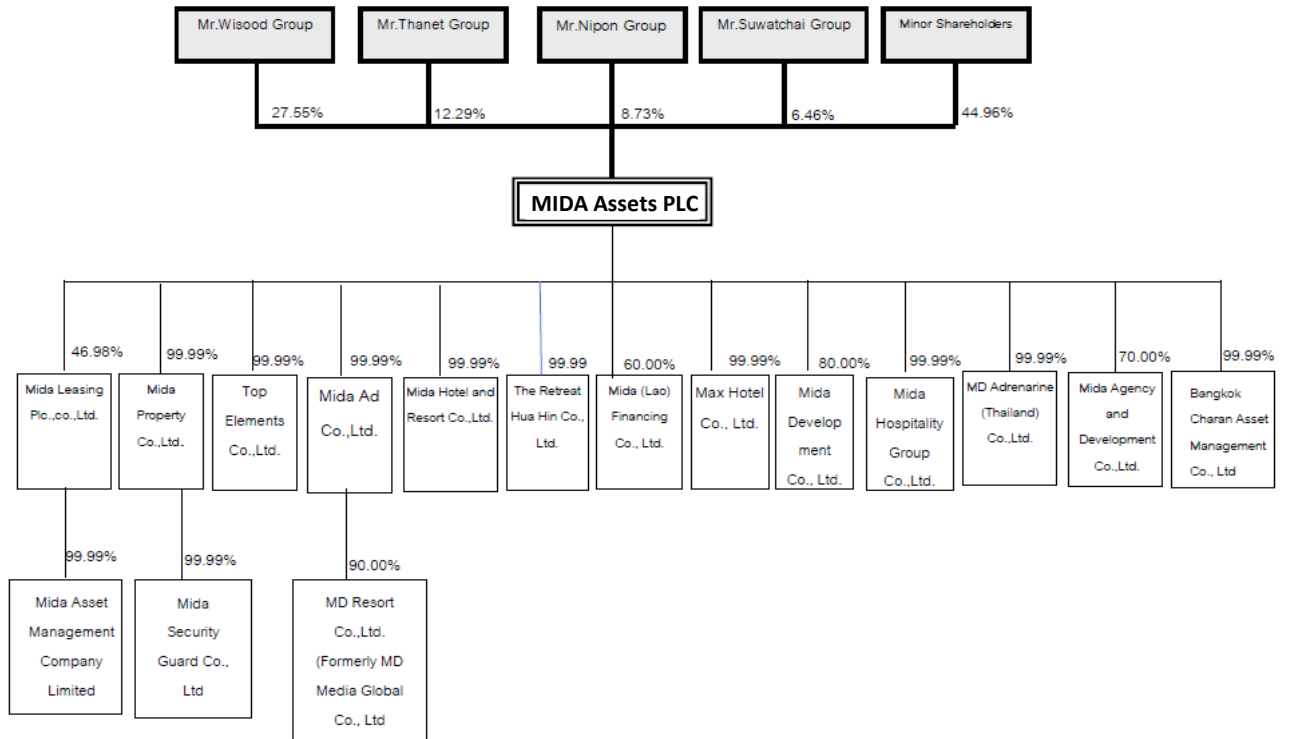 Mr.Wisood Group
Mr.Thanet Group
Mr.Nipon Group
Mr.Suwatchai Group
Minor Shareholders
27.55%
12.29%
8.73%
6.46%
44.96%
MIDA Assets PLC
46.98%
99.99%
99.99%
99.99%
99.99%
99.99
60.00%
99.99%
80.00%
99.99%
99.99%
70.00%
99.99%
Mida Leasing
Plc.,co.,Ltd.
Mida
Property
Co.,Ltd.
Top
Elements
Co.,Ltd.
Mida Ad
Co.,Ltd.
Mida Hotel and
Resort Co.,Ltd.
The Retreat
Hua Hin Co.,
Ltd.
Mida (Lao)
Financing
Co., Ltd.
Max Hotel
Co., Ltd.
Mida
Develop
ment
Co., Ltd.
Mida
Hospitality
Group
Co.,Ltd.
MD Adrenarine
(Thailand)
Co.,Ltd.
Mida Agency
and
Development
Co.,Ltd.
Bangkok
Charan Asset
Management
Co., Ltd
99.99%
99.99%
90.00%
Mida Asset
Management
Company
Limited
Mida
Security
Guard Co.,
Ltd
MD Resort
Co.,Ltd.
(Formerly MD
Media Global
Co., Ltd